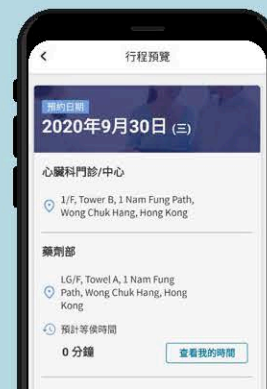 行程預覽
預約日期
2020年9月30日 (三)
心臟科門診/中心
1/F, Tower B, 1 Nam Fung Path,
Wong Chuk Hang, Hong Kong
藥劑部
LG/F, Towel A, 1 Nam Fung
Path, Wong Chuk Hang, Hong
Kong
預計等侯時間
0 分鐘
查看我的時間